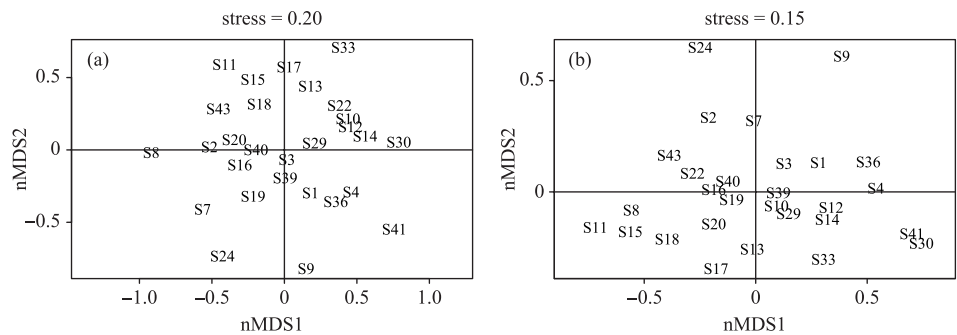 stress = 0.20
(a)
S33
S11
S17
S15
S13
S43
S18
S22
S10
S12
S14
S20
S29
S30
S2
S8
S40
S16
S3
S39
S19
S1
S4
S36
S7
S41
S24
S9
0.5
0
−0.5
−1.0 −0.5 0 0.5 1.0
nMDS2
nMDS1
stress = 0.15
(b)
S24
S9
S2
S7
S43
S3
S1
S36
S22
S40
S16
S4
S39
S19
S8
S10
S12
S29
S14
S20
S11
S15
S18
S41
S30
S13
S33
S17
0.5
0
−0.5 0 0.5
nMDS2
nMDS1